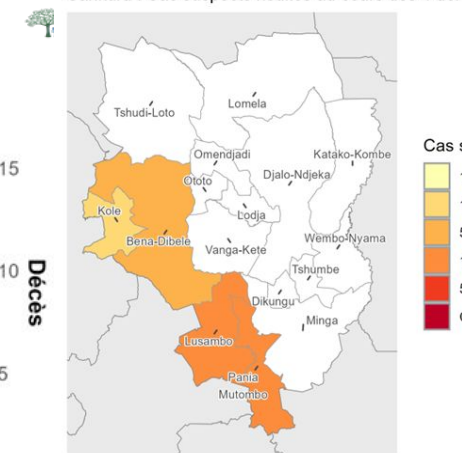 Tshudi-Loto
Lomela
Omendjadi
Katako-Kombe
Ototo
Djalo-Ndjeka
Kole
Lodja
Bena-Dibele
Vanga-Kete
Wembo-Nyama
Tshumbe
Dikungu
Minga
Lusambo
Pania
Mutombo
Cas
15
10
5
Décès